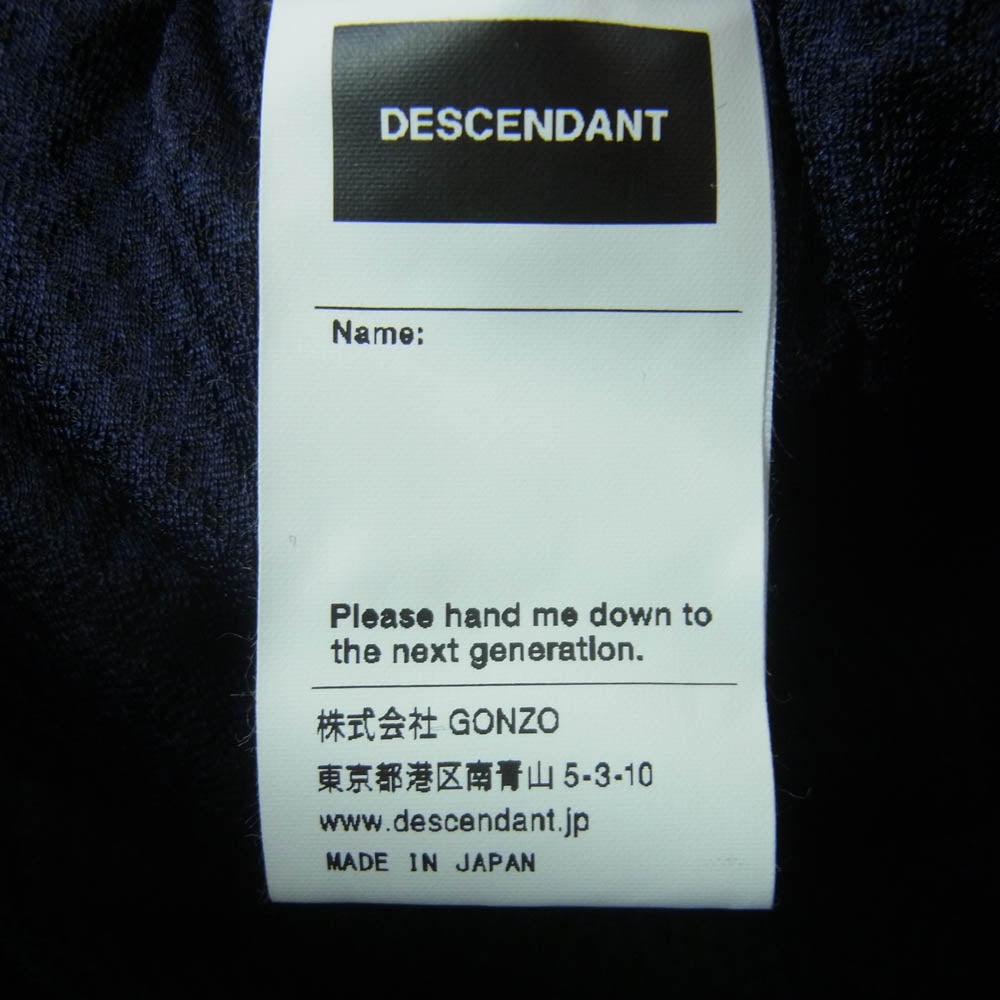 DESCENDANT
Name:
Please hand me down to
the next generation.
株式会社 GONZO
東京都港区南青山 5-3-10
www.descendant.jp
MADE IN JAPAN